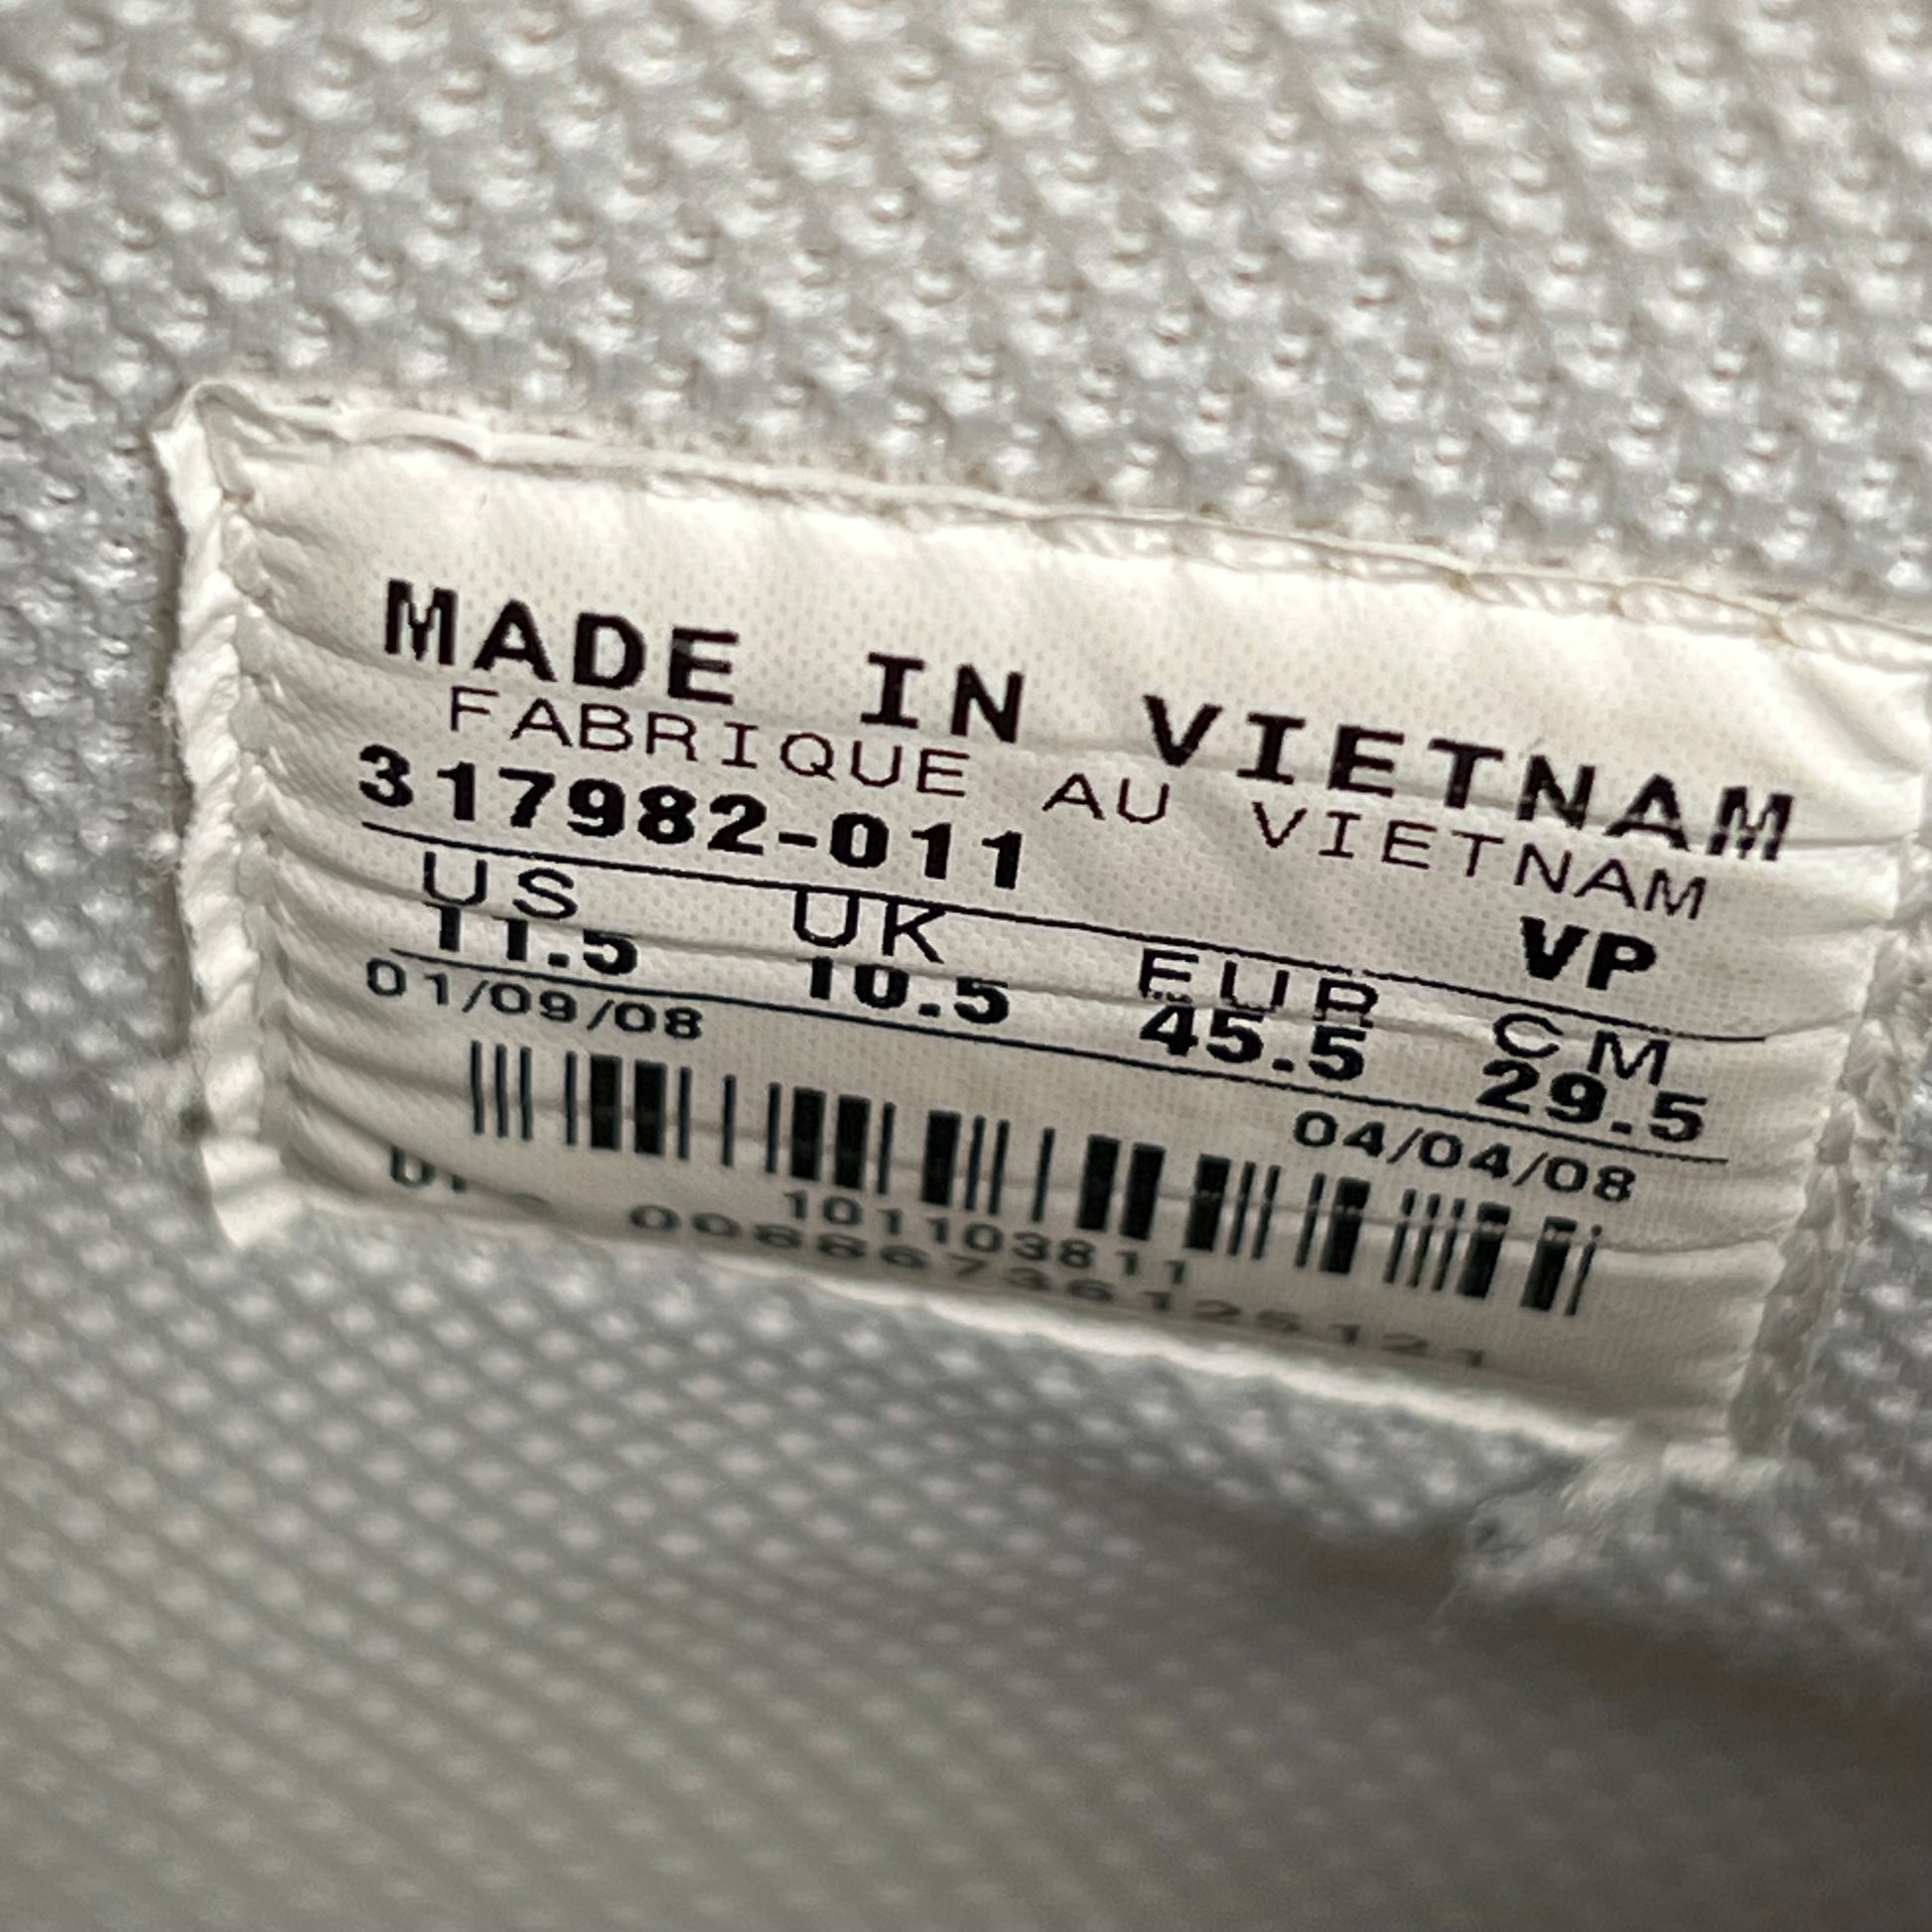 MADE IN VIETNAM
FABRIQUE AU VIETNAM
317982-011 VP
US UK EUR CM
11.5 10.5 45.5 29.5
01/09/08 04/04/08
101103811